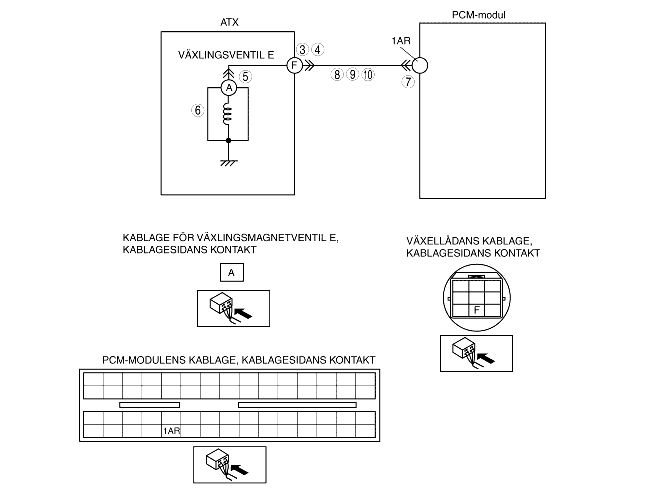 ATX
PCM-modul
VÄXLINGSVENTIL E
1AR
3 4
F
5
A
8 9 10
7
6
KABLAGE FÖR VÄXLINGSMAGNETVENTIL E,
KABLAGESIDANS KONTAKT
A
VÄXELLÅDANS KABLAGE,
KABLAGESIDANS KONTAKT
F
PCM-MODULENS KABLAGE, KABLAGESIDANS KONTAKT
1AR